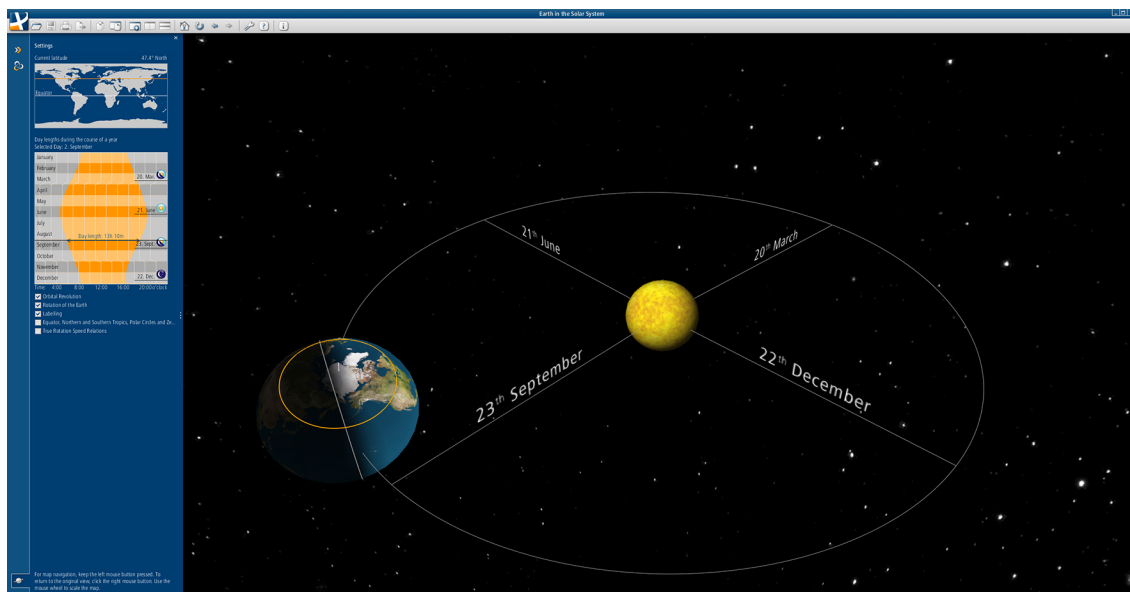 Earth in the Solar System
Settings
Current latitude 47.4° North
Equator
Day lengths during the course of a year
Selected Day: 2. September
January
February
March 20. Mar.
April
May
June 21. June
July
August
Day length: 13h 10m
September 23. Sept.
October
November
December 22. Dec.
Time: 4:00 8:00 12:00 16:00 20:00 o'clock
Orbital Revolution
Rotation of the Earth
Labelling
Equator, Northern and Southern Tropics, Polar Circles and Ze...
True Rotation Speed Relations
21th June
20th March
23th September
22th December
For map navigation, keep the left mouse button pressed. To
return to the original view, click the right mouse button. Use the
mouse wheel to scale the map.